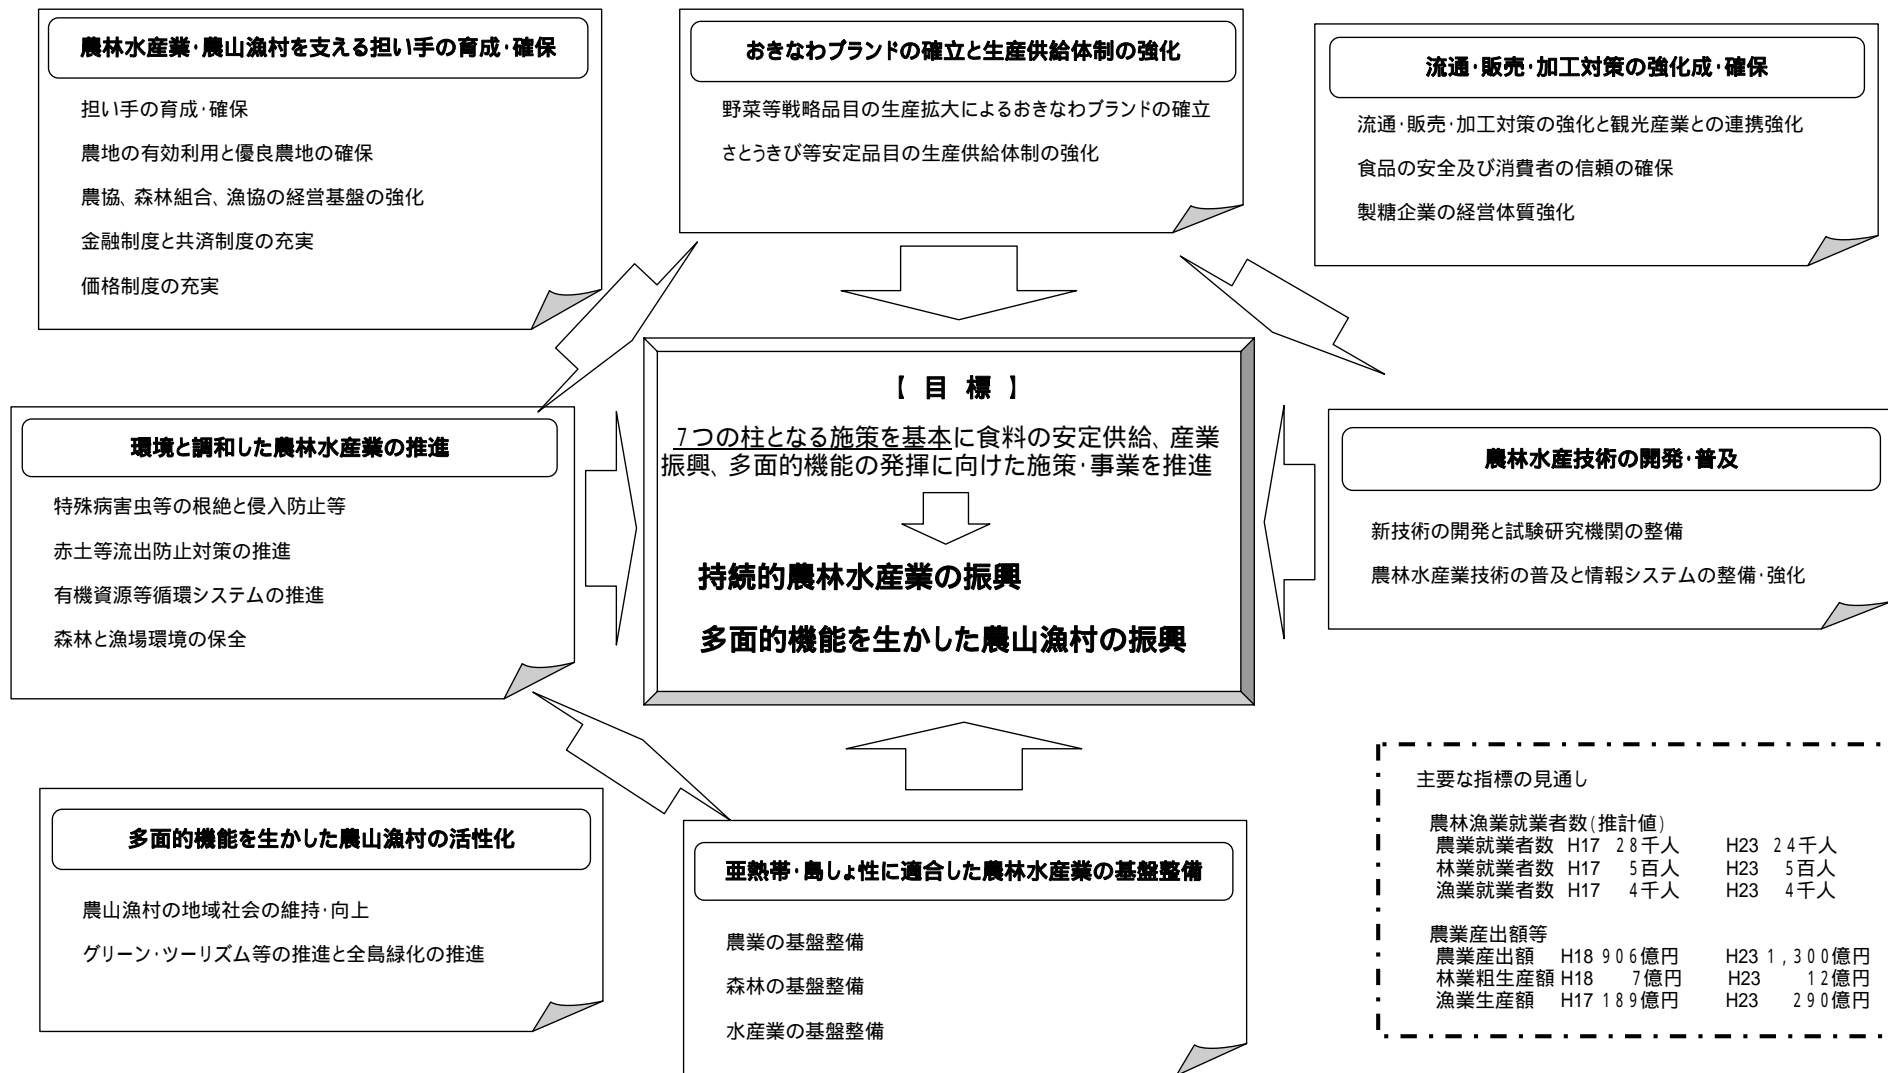 農林水産業･農山漁村を支える担い手の育成･確保
担い手の育成･確保
農地の有効利用と優良農地の確保
農協、森林組合、漁協の経営基盤の強化
金融制度と共済制度の充実
価格制度の充実
おきなわブランドの確立と生産供給体制の強化
野菜等戦略品目の生産拡大によるおきなわブランドの確立
さとうきび等安定品目の生産供給体制の強化
流通･販売･加工対策の強化成･確保
流通･販売･加工対策の強化と観光産業との連携強化
食品の安全及び消費者の信頼の確保
製糖企業の経営体質強化
【 目 標 】
7つの柱となる施策を基本に食料の安定供給、産業
振興、多面的機能の発揮に向けた施策･事業を推進
持続的農林水産業の振興
多面的機能を生かした農山漁村の振興
環境と調和した農林水産業の推進
特殊病害虫等の根絶と侵入防止等
赤土等流出防止対策の推進
有機資源等循環システムの推進
森林と漁場環境の保全
農林水産技術の開発･普及
新技術の開発と試験研究機関の整備
農林水産業技術の普及と情報システムの整備･強化
多面的機能を生かした農山漁村の活性化
農山漁村の地域社会の維持･向上
グリーン･ツーリズム等の推進と全島緑化の推進
亜熱帯･島しょ性に適合した農林水産業の基盤整備
農業の基盤整備
森林の基盤整備
水産業の基盤整備
主要な指標の見通し
農林漁業就業者数(推計値)
農業就業者数 H17 28千人 H23 24千人
林業就業者数 H17 5百人 H23 5百人
漁業就業者数 H17 4千人 H23 4千人
農業産出額等
農業産出額 H18 906億円 H23 1,300億円
林業粗生産額 H18 7億円 H23 12億円
漁業生産額 H17 189億円 H23 290億円